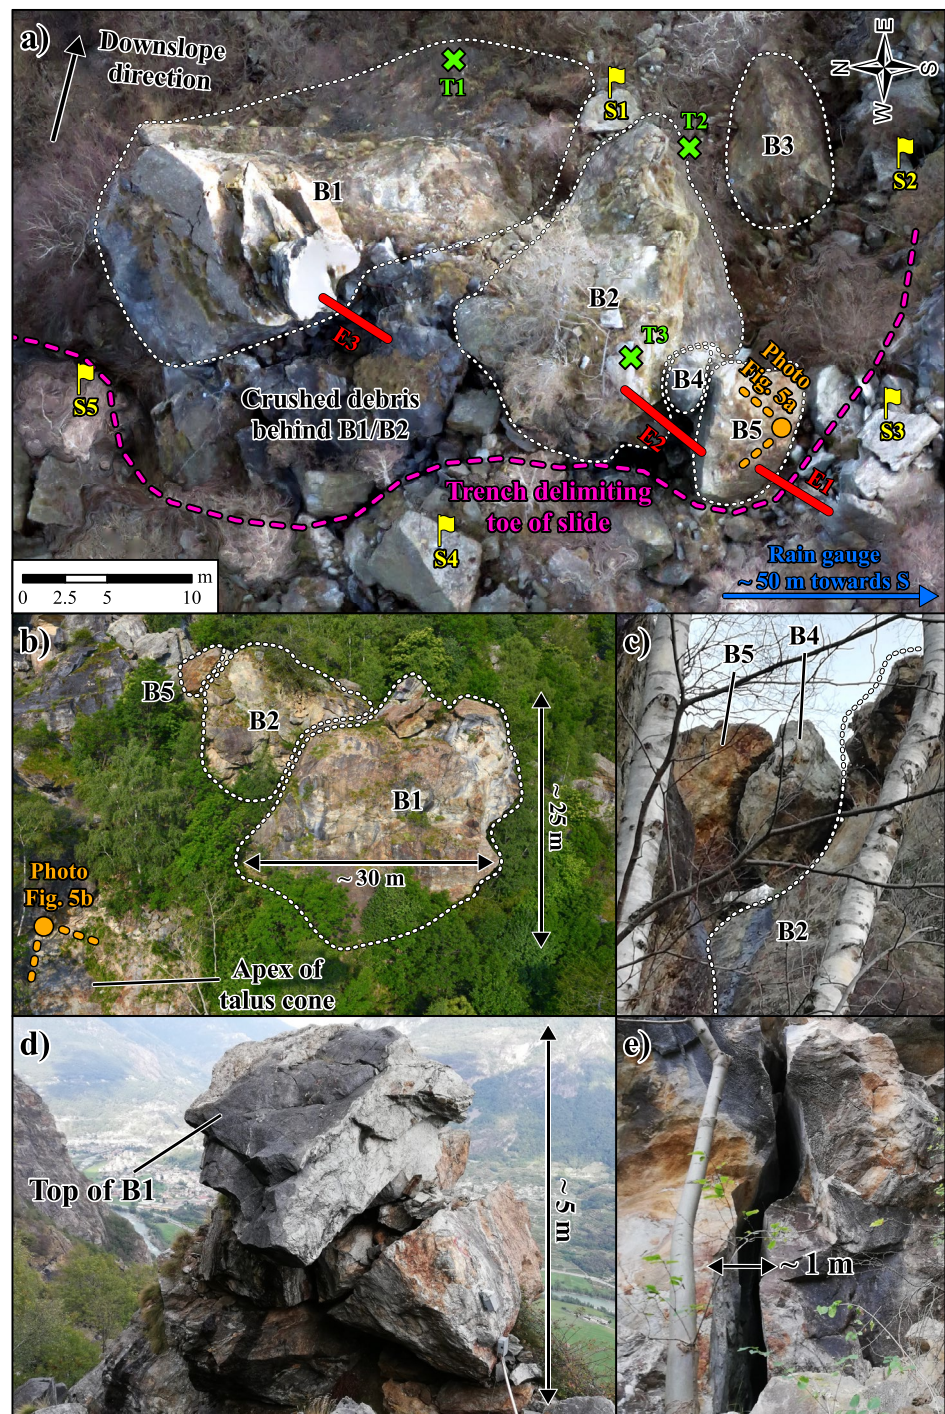 a)
Downslope
direction
T1
S1
T2
B3
N
E
S
W
S2
B1
B2
T3
E3
B4
Photo
Fig. 5a
B5
S3
S5
Crushed debris
behind B1/B2
E2
E1
Trench delimiting
toe of slide
S4
Rain gauge
~ 50 m towards S
m
0 2.5 5 10
b)
B5
B2
B1
~ 25 m
~ 30 m
Photo
Fig. 5b
Apex of
talus cone
c)
B4
B5
B2
d)
Top of B1
~ 5 m
e)
~ 1 m